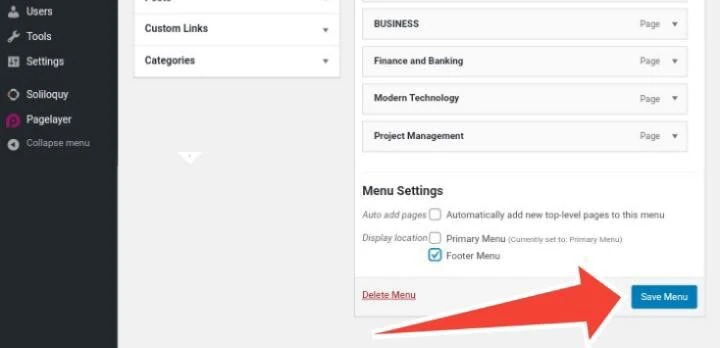 Users
Tools
Settings
Soliloquy
Pagelayer
Collapse menu
Custom Links
Categories
BUSINESS Page
Finance and Banking Page
Modern Technology Page
Project Management Page
Menu Settings
Auto add pages Automatically add new top-level pages to this menu
Display location Primary Menu (Currently set to: Primary Menu)
Footer Menu
Delete Menu Save Menu